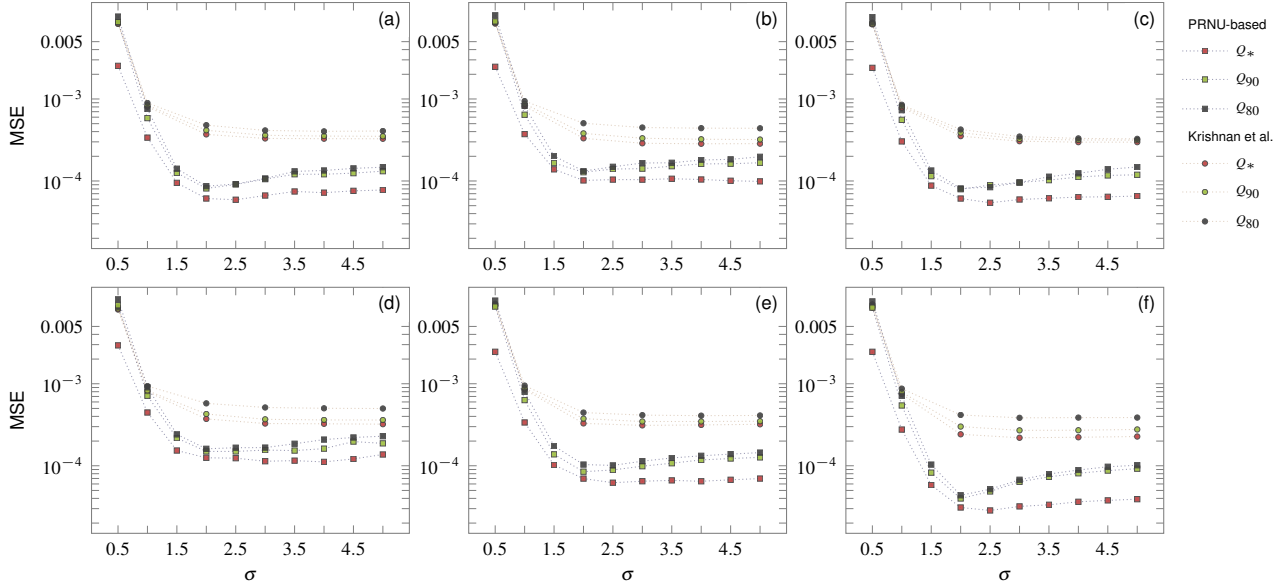 (a) (b) (c)
PRNU-based
0.005 0.005 0.005
Q*
Q90
10⁻³ 10⁻³ 10⁻³
Q80
MSE
Krishnan et al.
Q*
10⁻⁴ 10⁻⁴ 10⁻⁴
Q90
Q80
0.5 1.5 2.5 3.5 4.5 0.5 1.5 2.5 3.5 4.5 0.5 1.5 2.5 3.5 4.5
(d) (e) (f)
0.005 0.005 0.005
10⁻³ 10⁻³ 10⁻³
MSE
10⁻⁴ 10⁻⁴ 10⁻⁴
0.5 1.5 2.5 3.5 4.5 0.5 1.5 2.5 3.5 4.5 0.5 1.5 2.5 3.5 4.5
σ σ σ